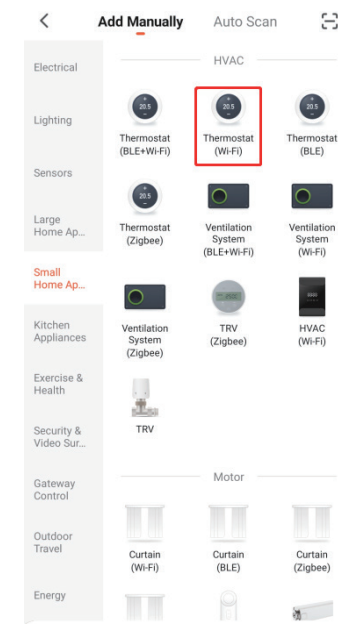 Add Manually Auto Scan
Electrical
Lighting
Sensors
Large
Home Ap...
Small
Home Ap...
Kitchen
Appliances
Exercise &
Health
Security &
Video Sur...
Gateway
Control
Outdoor
Travel
Energy
HVAC
20.5
20.5
20.5
Thermostat
(BLE+Wi-Fi)
Thermostat
(Wi-Fi)
Thermostat
(BLE)
20.5
Thermostat
(Zigbee)
Ventilation
System
(BLE+Wi-Fi)
Ventilation
System
(Wi-Fi)
Ventilation
System
(Zigbee)
TRV
(Zigbee)
HVAC
(Wi-Fi)
TRV
Motor
Curtain
(Wi-Fi)
Curtain
(BLE)
Curtain
(Zigbee)